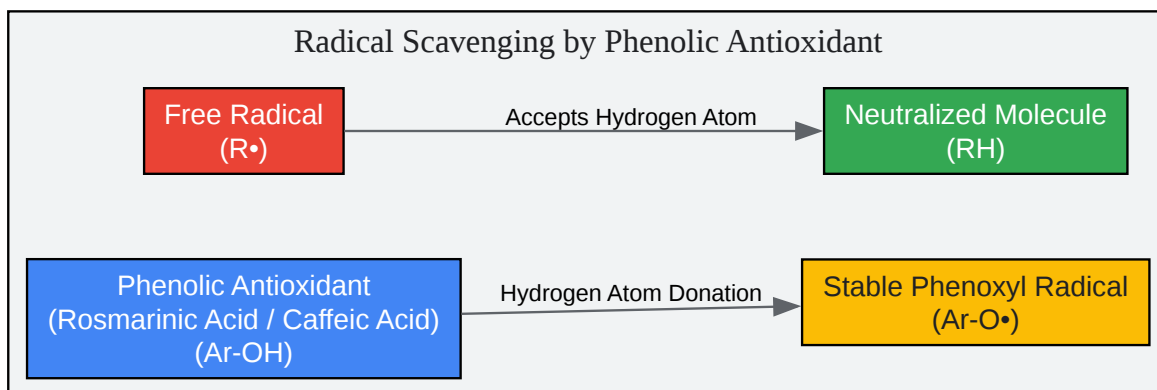 Radical Scavenging by Phenolic Antioxidant
Free Radical
(R•)
Accepts Hydrogen Atom
Neutralized Molecule
(RH)
Phenolic Antioxidant
(Rosmarinic Acid / Caffeic Acid)
(Ar-OH)
Hydrogen Atom Donation
Stable Phenoxyl Radical
(Ar-O•)